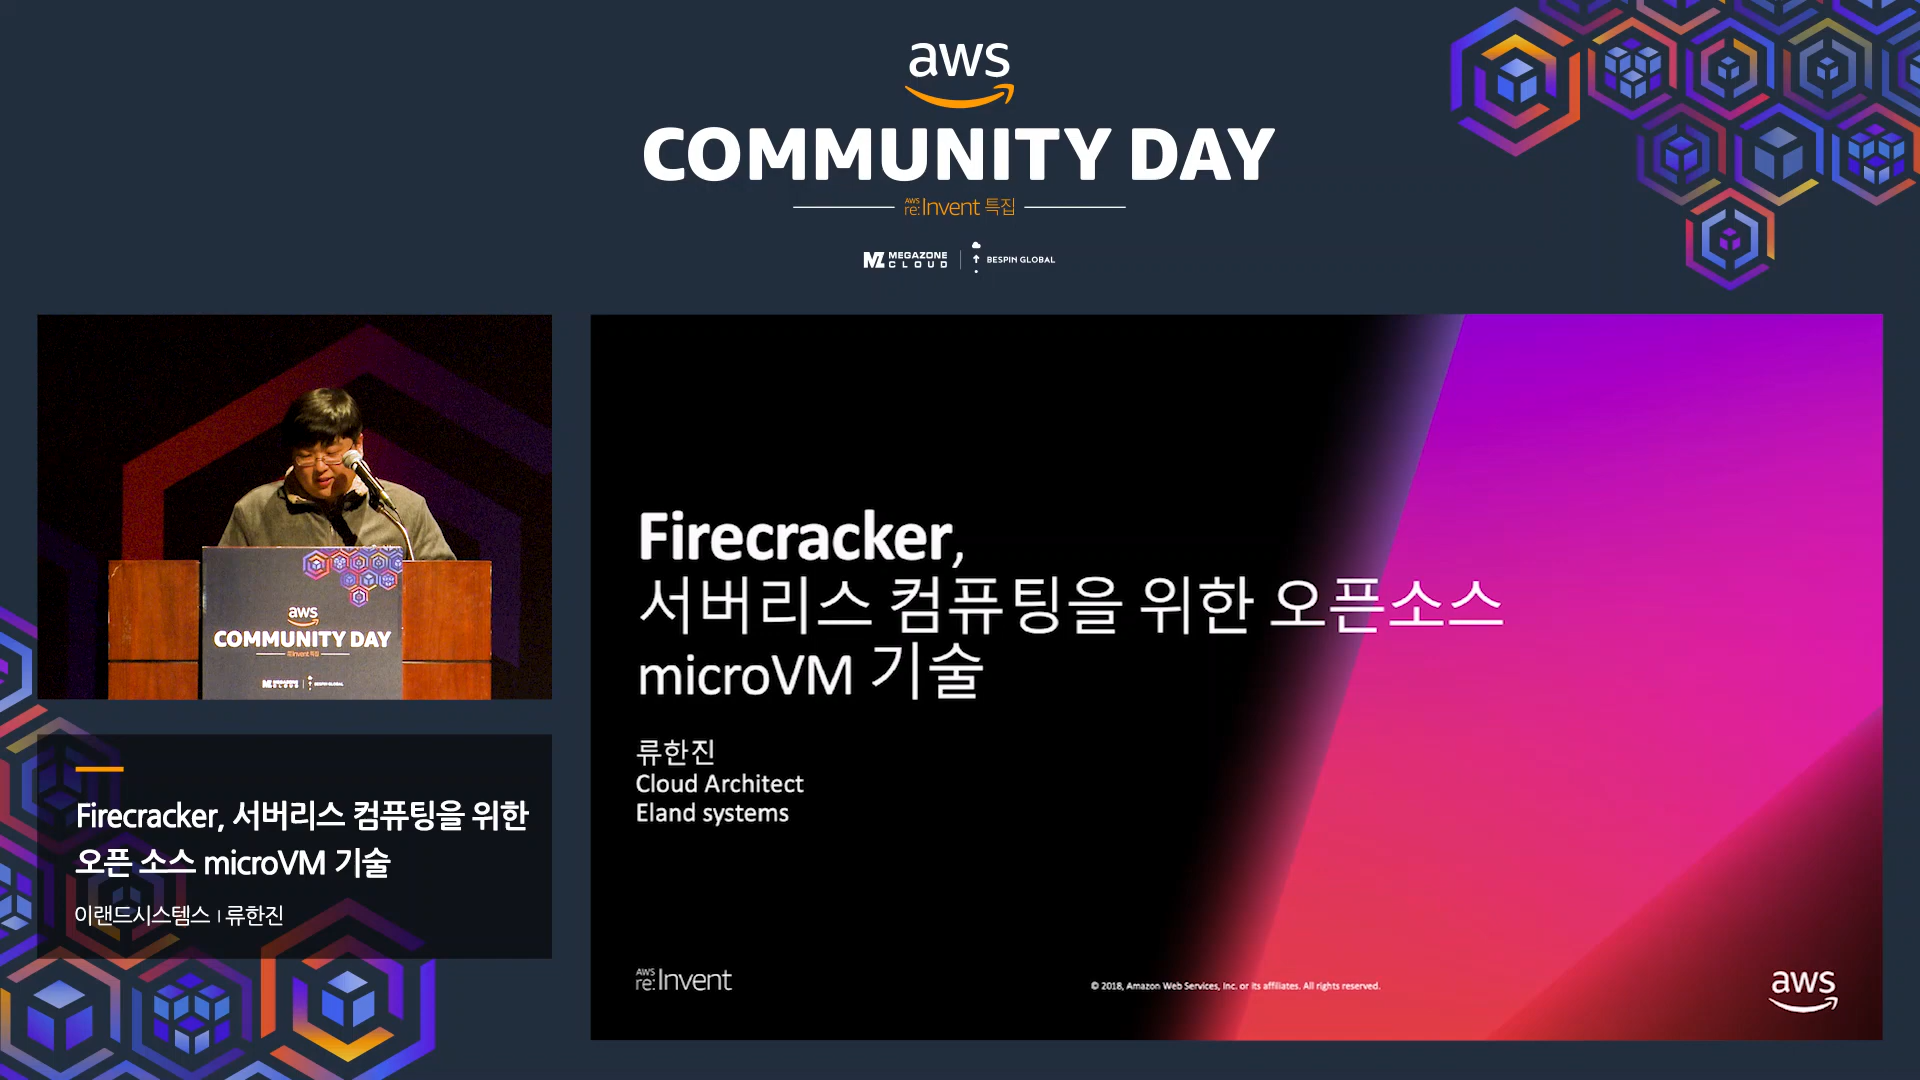 aws
COMMUNITY DAY
AWS re:Invent 특집
MEGAZONE CLOUD | BESPIN GLOBAL
aws
COMMUNITY DAY
Firecracker, 서버리스 컴퓨팅을 위한
오픈 소스 microVM 기술
이랜드시스템스 | 류한진
Firecracker,
서버리스 컴퓨팅을 위한 오픈소스
microVM 기술
류한진
Cloud Architect
Eland systems
AWS re:Invent
© 2018, Amazon Web Services, Inc. or its affiliates. All rights reserved.
aws